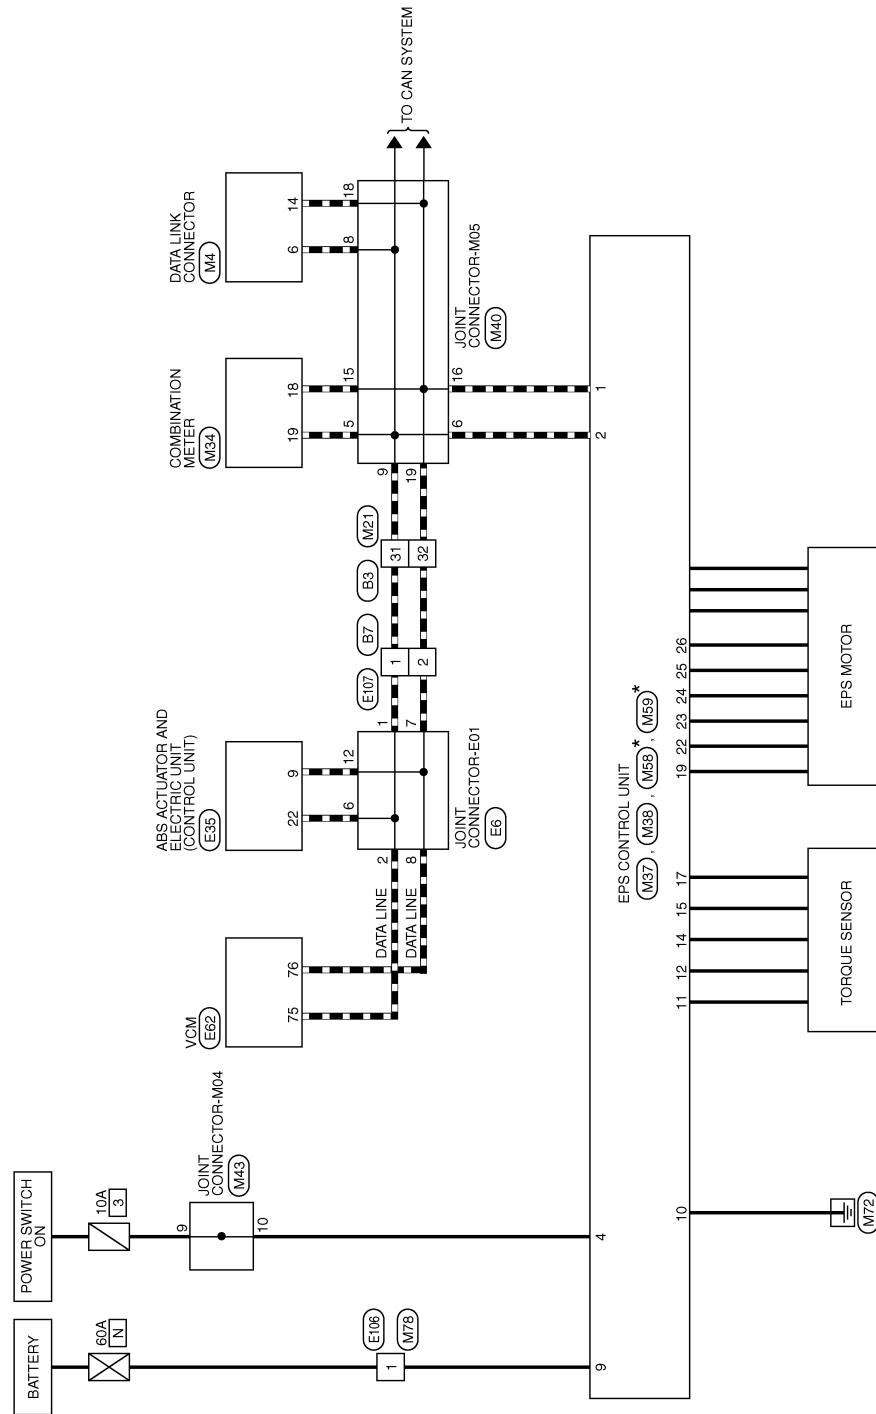 BATTERY
60A
N
E106
1
M78
9
POWER SWITCH
ON
10A
3
JOINT
CONNECTOR-M04
M43
9
10
4
10
M72
VCM
E62
75
76
DATA LINE
DATA LINE
2
8
ABS ACTUATOR AND
ELECTRIC UNIT
(CONTROL UNIT)
E35
22
9
6
12
JOINT
CONNECTOR-E01
E6
1
7
E107
B7
1
2
B3
M21
31
32
9
19
COMBINATION
METER
M34
19
18
5
15
DATA LINK
CONNECTOR
M4
6
14
8
18
JOINT
CONNECTOR-M05
M40
6
16
2
1
TO CAN SYSTEM
EPS CONTROL UNIT
M37 , M38 , M58 * , M59 *
11
12
14
15
17
TORQUE SENSOR
19
22
23
24
25
26
EPS MOTOR